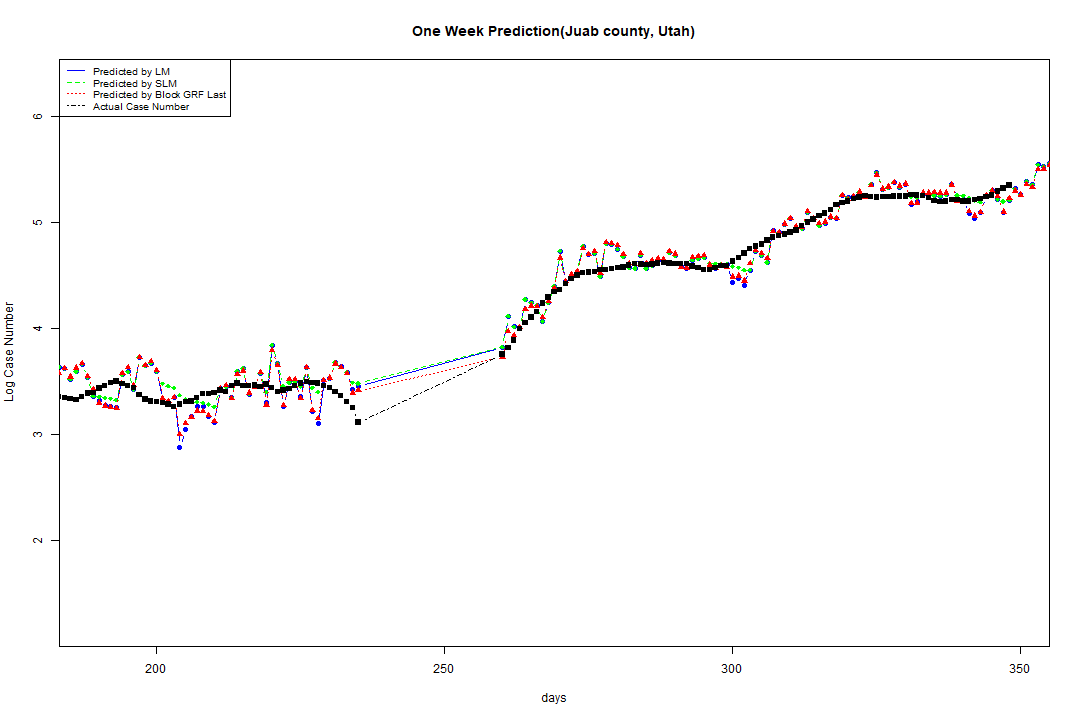 One Week Prediction(Juab county, Utah)
Predicted by LM
Predicted by SLM
Predicted by Block GRF Last
Actual Case Number
6
5
4
3
2
Log Case Number
200 250 300 350
days